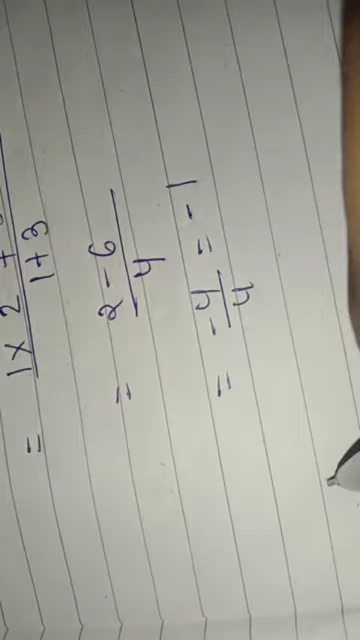 = 1 x 2 +
1 + 3
= 2 - 6
4
= - 4 = - 1
4